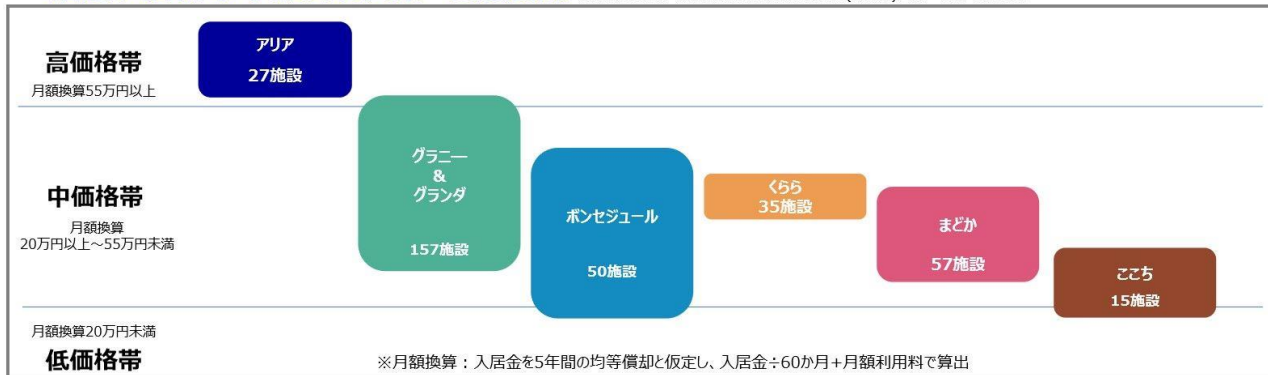 高価格帯
月額換算55万円以上
アリア
27施設
グラニー
&
グランダ
157施設
中価格帯
月額換算
20万円以上～55万円未満
ボンセジュール
50施設
くらら
35施設
まどか
57施設
ここち
15施設
月額換算20万円未満
低価格帯
※月額換算：入居金を5年間の均等償却と仮定し、入居金÷60か月+月額利用料で算出